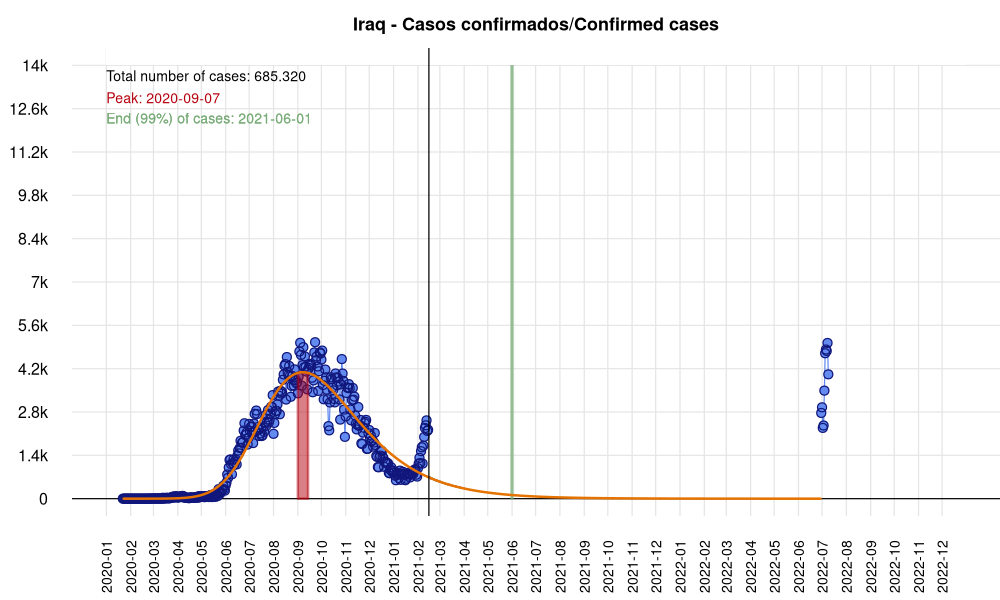 Iraq - Casos confirmados/Confirmed cases
Total number of cases: 685.320
Peak: 2020-09-07
End (99%) of cases: 2021-06-01
14k
12.6k
11.2k
9.8k
8.4k
7k
5.6k
4.2k
2.8k
1.4k
0
2020-01
2020-02
2020-03
2020-04
2020-05
2020-06
2020-07
2020-08
2020-09
2020-10
2020-11
2020-12
2021-01
2021-02
2021-03
2021-04
2021-05
2021-06
2021-07
2021-08
2021-09
2021-10
2021-11
2021-12
2022-01
2022-02
2022-03
2022-04
2022-05
2022-06
2022-07
2022-08
2022-09
2022-10
2022-11
2022-12